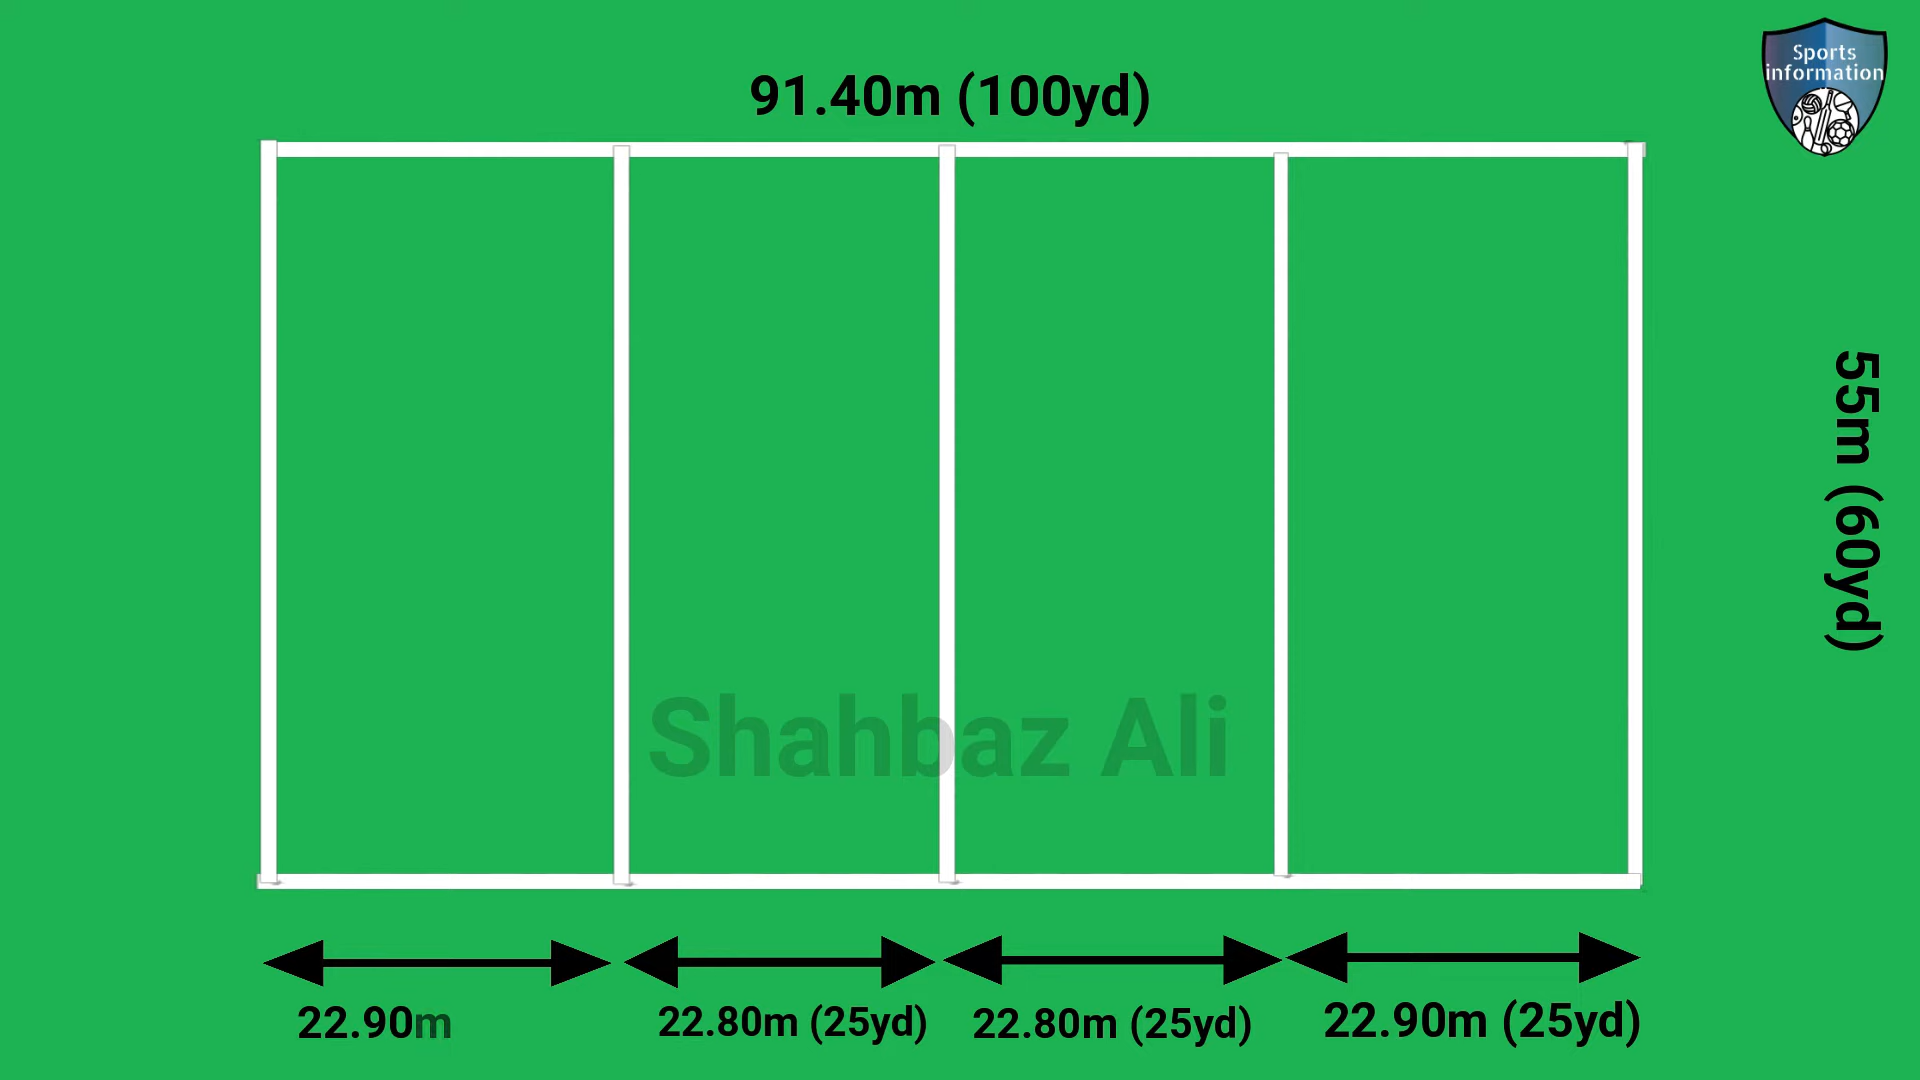 Sports
information
91.40m (100yd)
55m (60yd)
Shahbaz Ali
22.90m
22.80m (25yd)
22.80m (25yd)
22.90m (25yd)